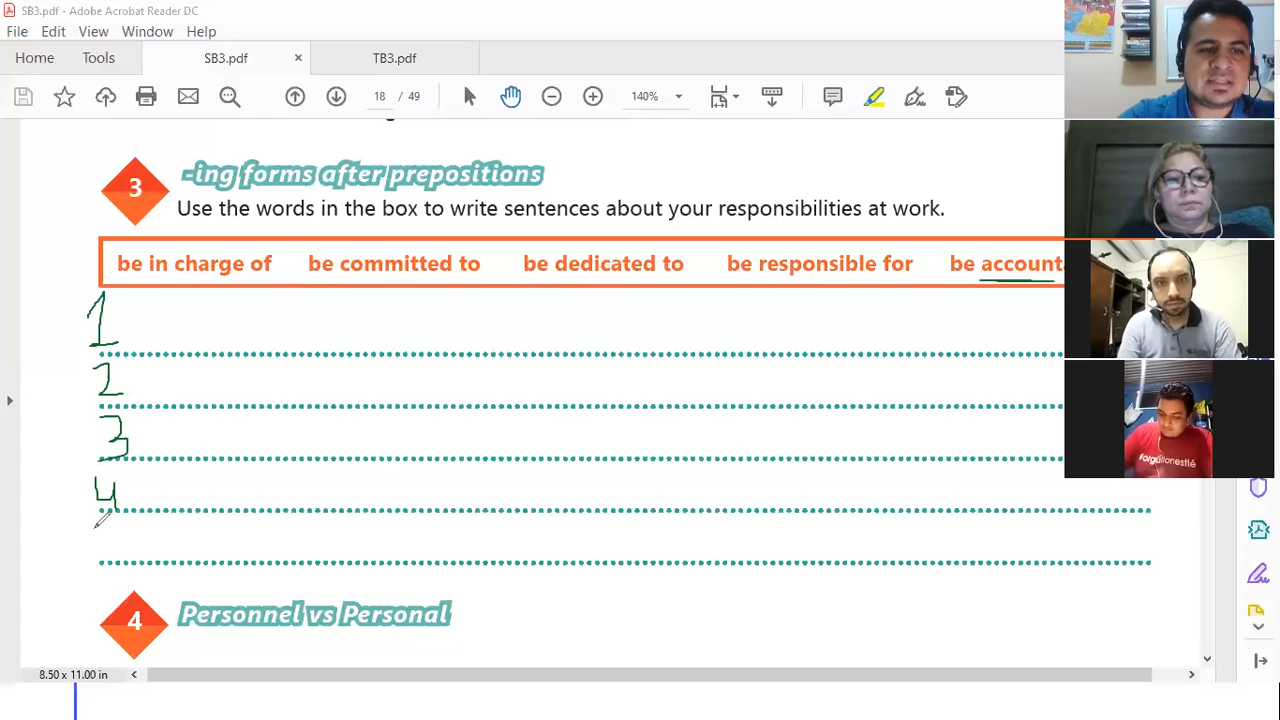 SB3.pdf - Adobe Acrobat Reader DC
File Edit View Window Help
Home Tools SB3.pdf × TB3.pdf
18 / 49 140%
3 -ing forms after prepositions
Use the words in the box to write sentences about your responsibilities at work.
be in charge of be committed to be dedicated to be responsible for be account
1
2
3
4
4 Personnel vs Personal
8.50 x 11.00 in